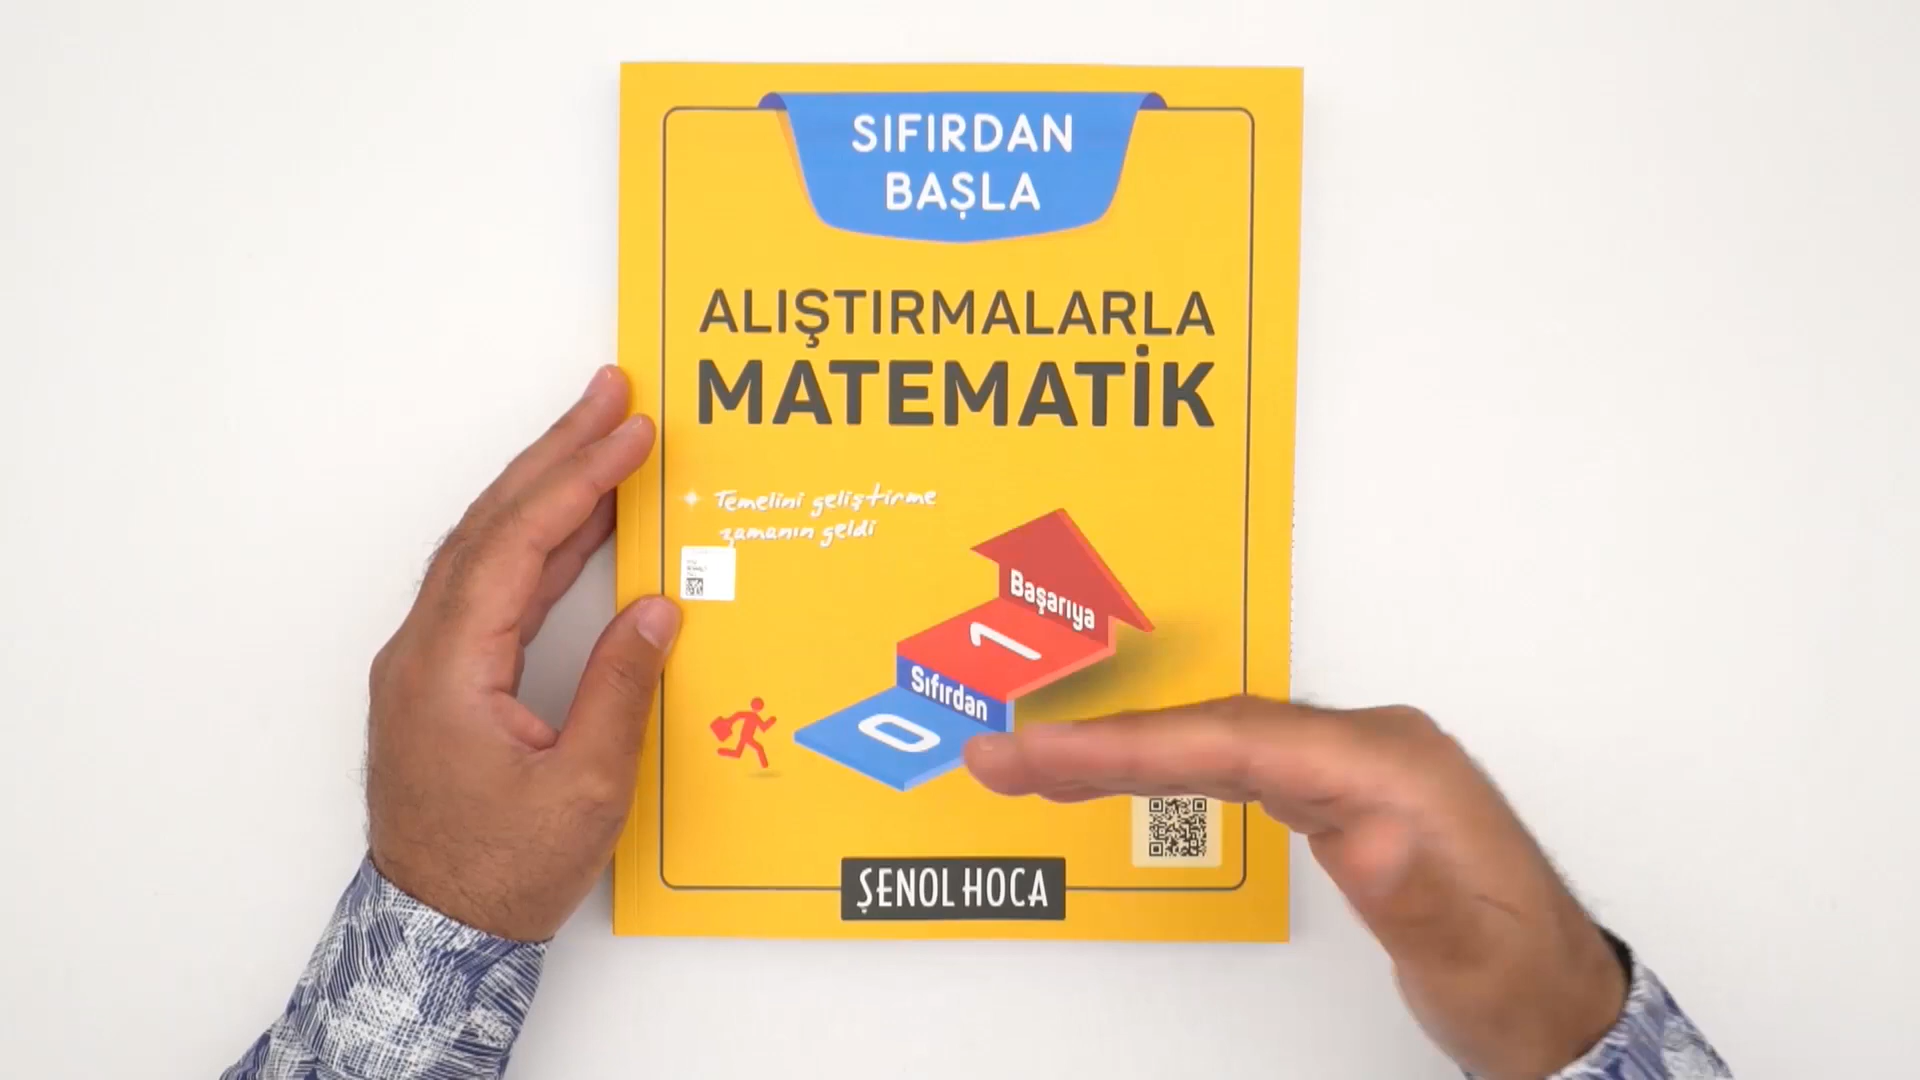 SIFIRDAN
BAŞLA
ALIŞTIRMALARLA
MATEMATİK
Temelini geliştirme
zamanın geldi
Başarıya
1
Sıfırdan
0
ŞENOL HOCA